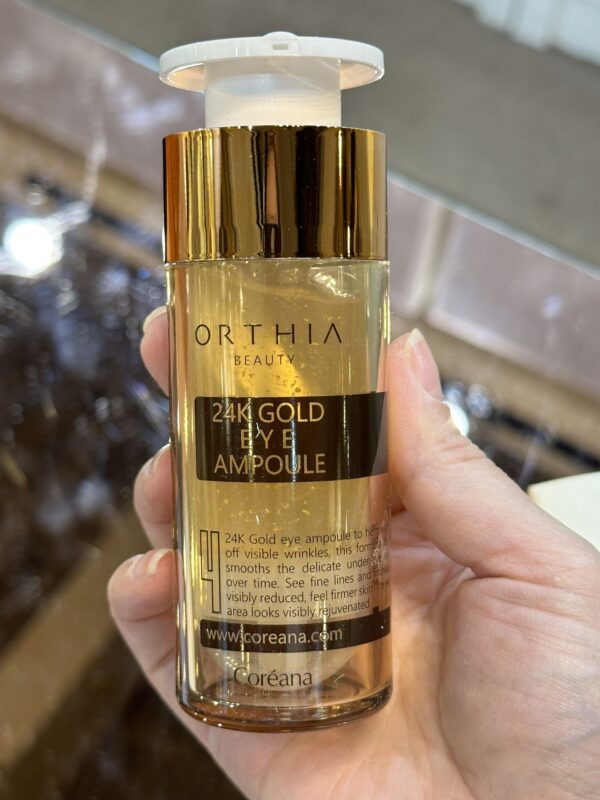 ORTHIA
BEAUTY
24K GOLD
EYE
AMPOULE
4
24K Gold eye ampoule to
off visible wrinkles, this
smooths the delicate under
over time. See fine lines and
visibly reduced, feel firmer skin
area looks visibly rejuvenated
www.coreana.com
Coréana